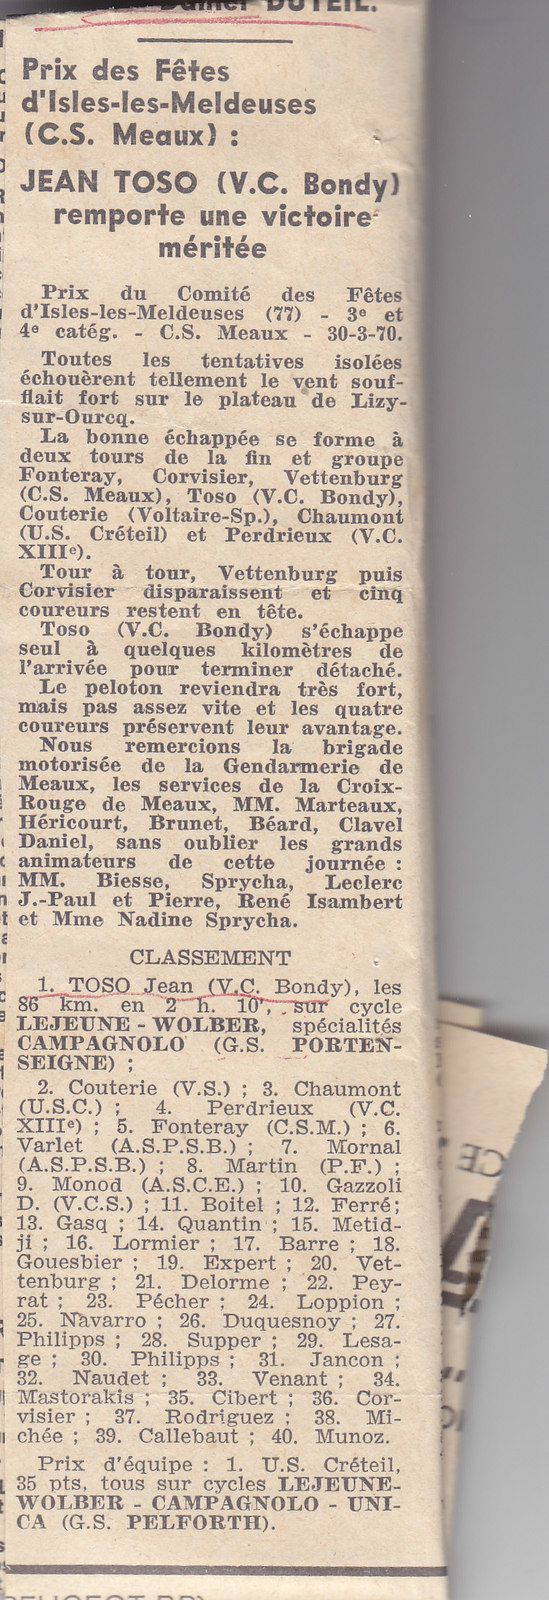 DUTEIL.
Prix des Fêtes
d'Isles-les-Meldeuses
(C.S. Meaux) :
JEAN TOSO (V.C. Bondy)
remporte une victoire
méritée
Prix du Comité des Fêtes
d'Isles-les-Meldeuses (77) - 3e et
4e catég. - C.S. Meaux - 30-3-70.
Toutes les tentatives isolées
échouèrent tellement le vent souf-
flait fort sur le plateau de Lizy-
sur-Ourcq.
La bonne échappée se forme à
deux tours de la fin et groupe
Fonteray, Corvisier, Vettenburg
(C.S. Meaux), Toso (V.C. Bondy),
Couterie (Voltaire-Sp.), Chaumont
(U.S. Créteil) et Perdrieux (V.C.
XIIIe).
Tour à tour, Vettenburg puis
Corvisier disparaissent et cinq
coureurs restent en tête.
Toso (V.C. Bondy) s'échappe
seul à quelques kilomètres de
l'arrivée pour terminer détaché.
Le peloton reviendra très fort,
mais pas assez vite et les quatre
coureurs préservent leur avantage.
Nous remercions la brigade
motorisée de la Gendarmerie de
Meaux, les services de la Croix-
Rouge de Meaux, MM. Marteaux,
Héricourt, Brunet, Béard, Clavel
Daniel, sans oublier les grands
animateurs de cette journée :
MM. Biesse, Sprycha, Leclerc
J.-Paul et Pierre, René Isambert
et Mme Nadine Sprycha.
CLASSEMENT
1. TOSO Jean (V.C. Bondy), les
86 km. en 2 h. 10', sur cycle
LEJEUNE - WOLBER, spécialités
CAMPAGNOLO (G.S. PORTEN-
SEIGNE) ;
2. Couterie (V.S.) ; 3. Chaumont
(U.S.C.) ; 4. Perdrieux (V.C.
XIIIe) ; 5. Fonteray (C.S.M.) ; 6.
Varlet (A.S.P.S.B.) ; 7. Mornal
(A.S.P.S.B.) ; 8. Martin (P.F.) ;
9. Monod (A.S.C.E.) ; 10. Gazzoli
D. (V.C.S.) ; 11. Boitel ; 12. Ferré;
13. Gasq ; 14. Quantin ; 15. Metid-
ji ; 16. Lormier ; 17. Barre ; 18.
Gouesbier ; 19. Expert ; 20. Vet-
tenburg ; 21. Delorme ; 22. Pey-
rat ; 23. Pécher ; 24. Loppion ;
25. Navarro ; 26. Duquesnoy ; 27.
Philipps ; 28. Supper ; 29. Lesa-
ge ; 30. Philipps ; 31. Jancon ;
32. Naudet ; 33. Venant ; 34.
Mastorakis ; 35. Cibert ; 36. Cor-
visier ; 37. Rodriguez ; 38. Mi-
chée ; 39. Callebaut ; 40. Munoz.
Prix d'équipe : 1. U.S. Créteil,
35 pts, tous sur cycles LEJEUNE-
WOLBER - CAMPAGNOLO - UNI-
CA (G.S. PELFORTH).